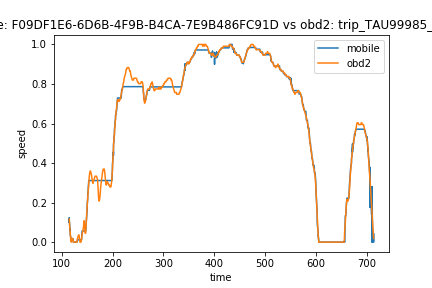 e: F09DF1E6-6D6B-4F9B-B4CA-7E9B486FC91D vs obd2: trip_TAU99985_
mobile
obd2
speed
1.0
0.8
0.6
0.4
0.2
0.0
100 200 300 400 500 600 700
time